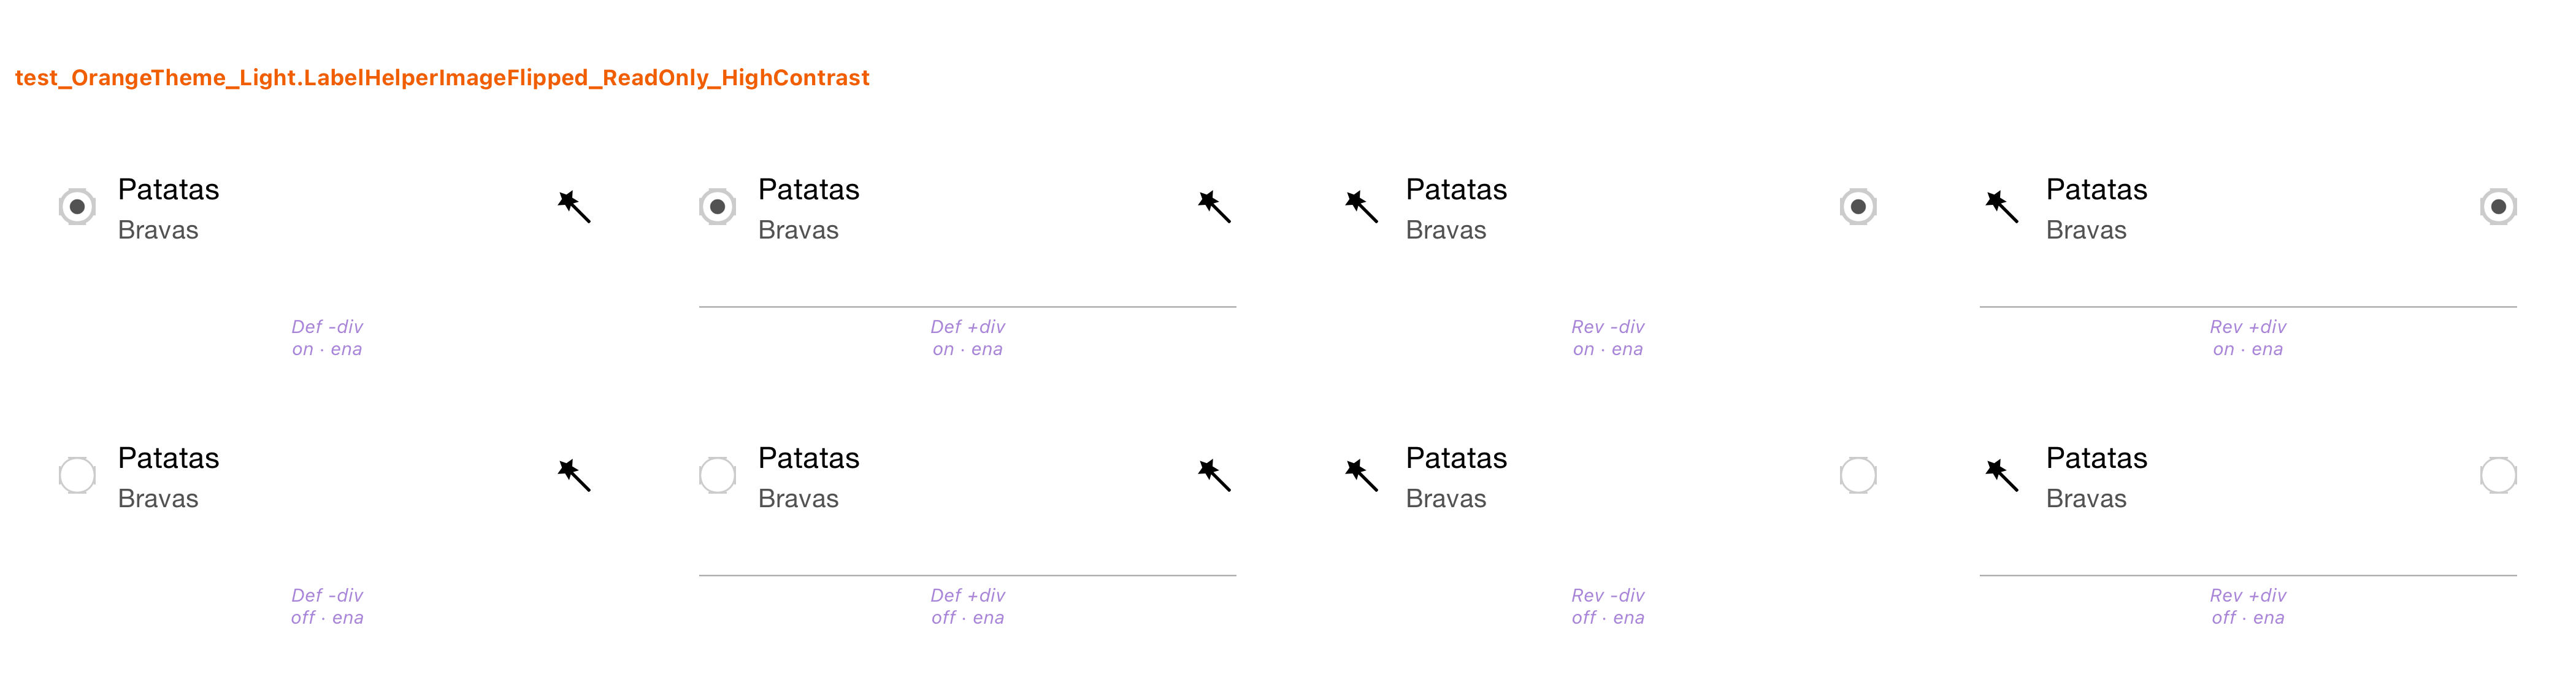 test_OrangeTheme_Light.LabelHelperImageFlipped_ReadOnly_HighContrast
Patatas
Bravas
Def -div
on · ena
Patatas
Bravas
Def +div
on · ena
Patatas
Bravas
Rev -div
on · ena
Patatas
Bravas
Rev +div
on · ena
Patatas
Bravas
Def -div
off · ena
Patatas
Bravas
Def +div
off · ena
Patatas
Bravas
Rev -div
off · ena
Patatas
Bravas
Rev +div
off · ena